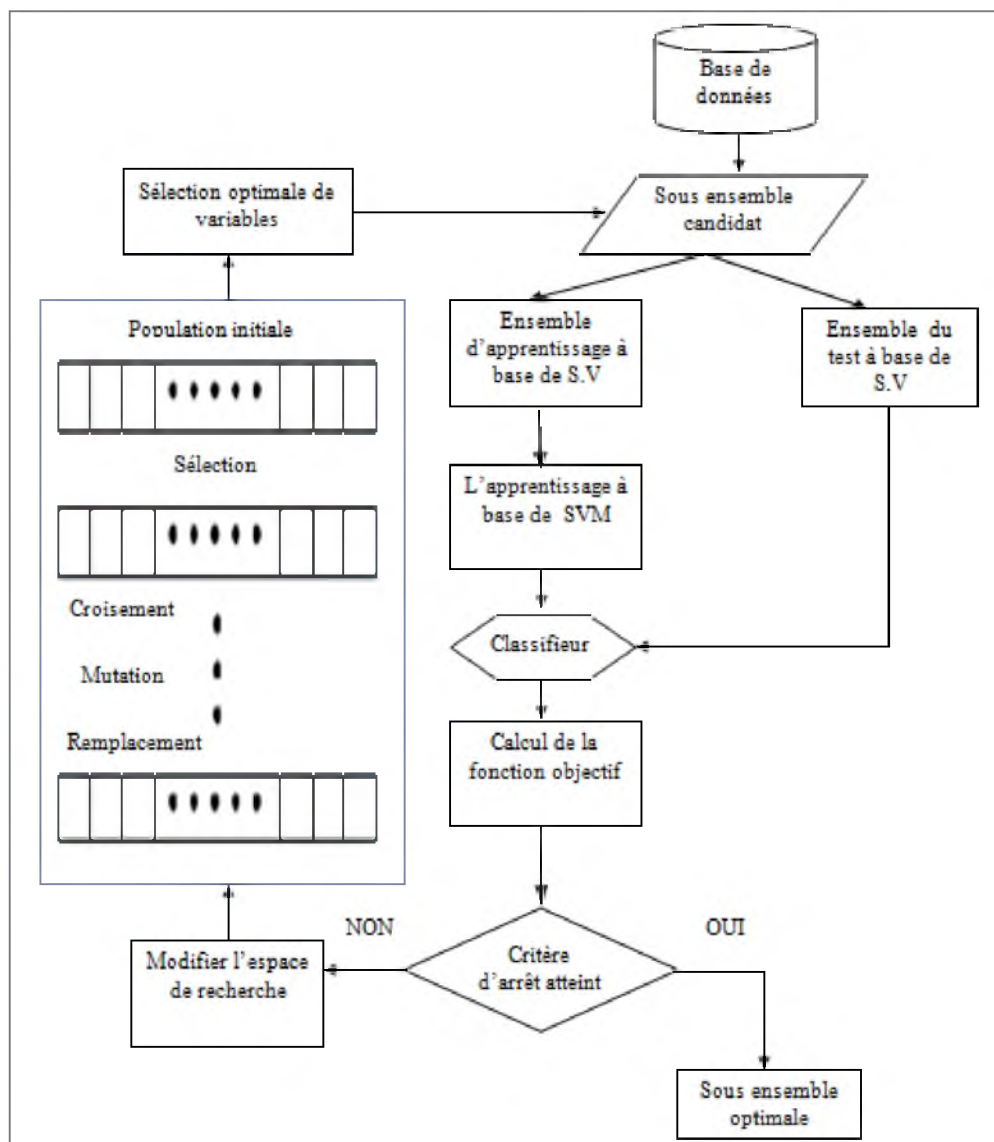 Base de
données
Sélection optimale de
variables
Sous ensemble
candidat
Population initiale
Ensemble
d'apprentissage à
base de S.V
Ensemble du
test à base de
S.V
Sélection
L'apprentissage à
base de SVM
Croisement
Classifieur
Mutation
Remplacement
Calcul de la
fonction objectif
NON
OUI
Critère
d'arrêt atteint
Modifier l'espace
de recherche
Sous ensemble
optimale